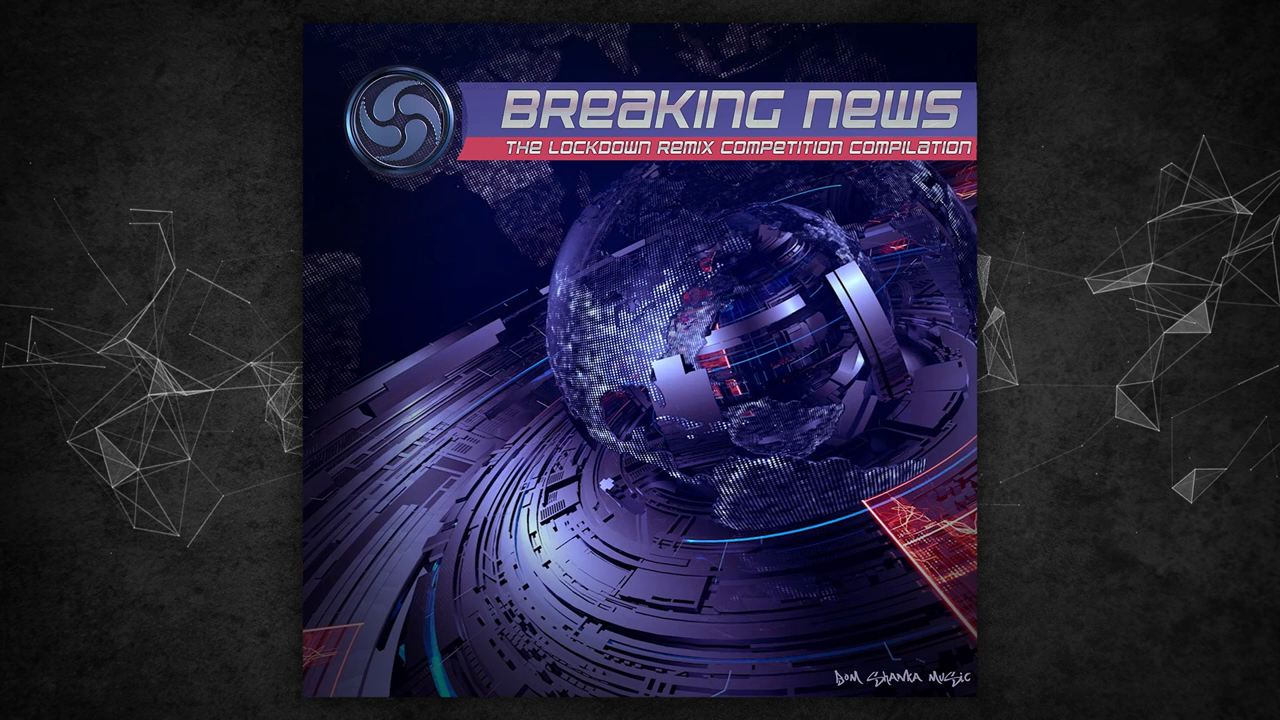 BREAKING NEWS
THE LOCKDOWN REMIX COMPETITION COMPILATION
BOM SHANKA MUSIC